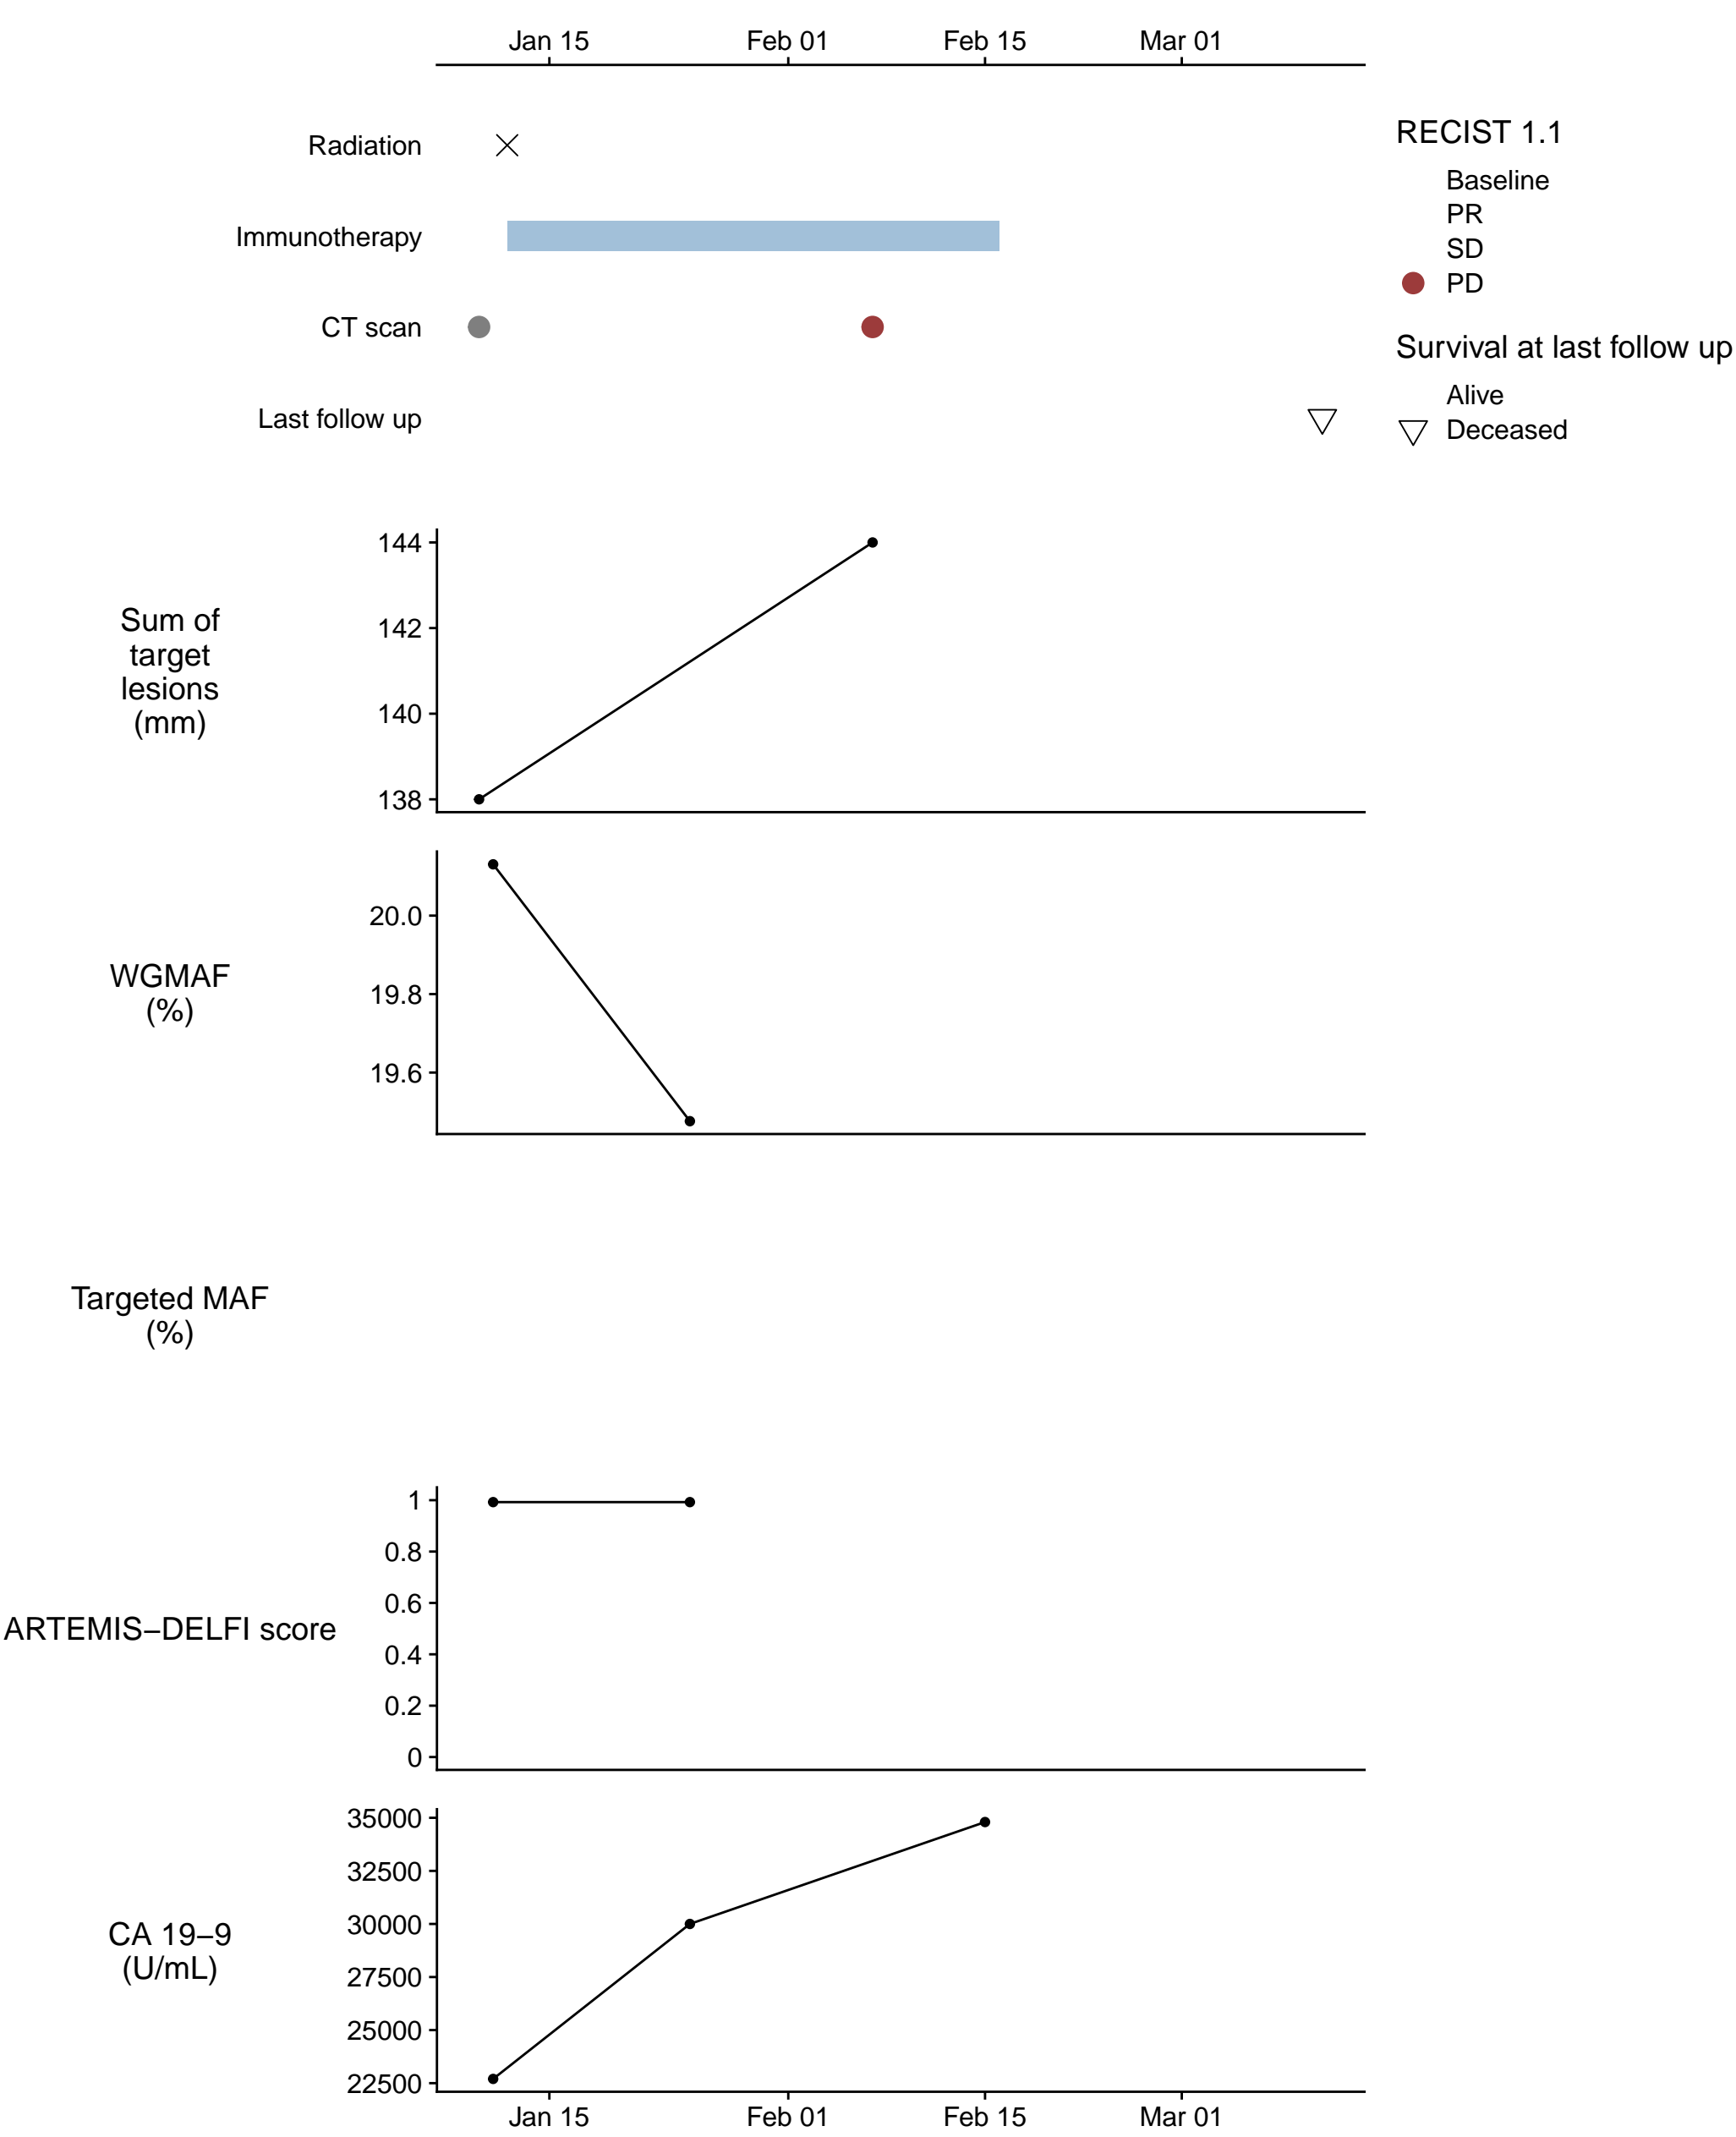 Jan 15 Feb 01 Feb 15 Mar 01
Radiation
Immunotherapy
CT scan
Last follow up
RECIST 1.1
Baseline
PR
SD
PD
Survival at last follow up
Alive
Deceased
Sum of
target
lesions
(mm)
144
142
140
138
WGMAF
(%)
20.0
19.8
19.6
Targeted MAF
(%)
ARTEMIS−DELFI score
1
0.8
0.6
0.4
0.2
0
CA 19−9
(U/mL)
35000
32500
30000
27500
25000
22500
Jan 15 Feb 01 Feb 15 Mar 01